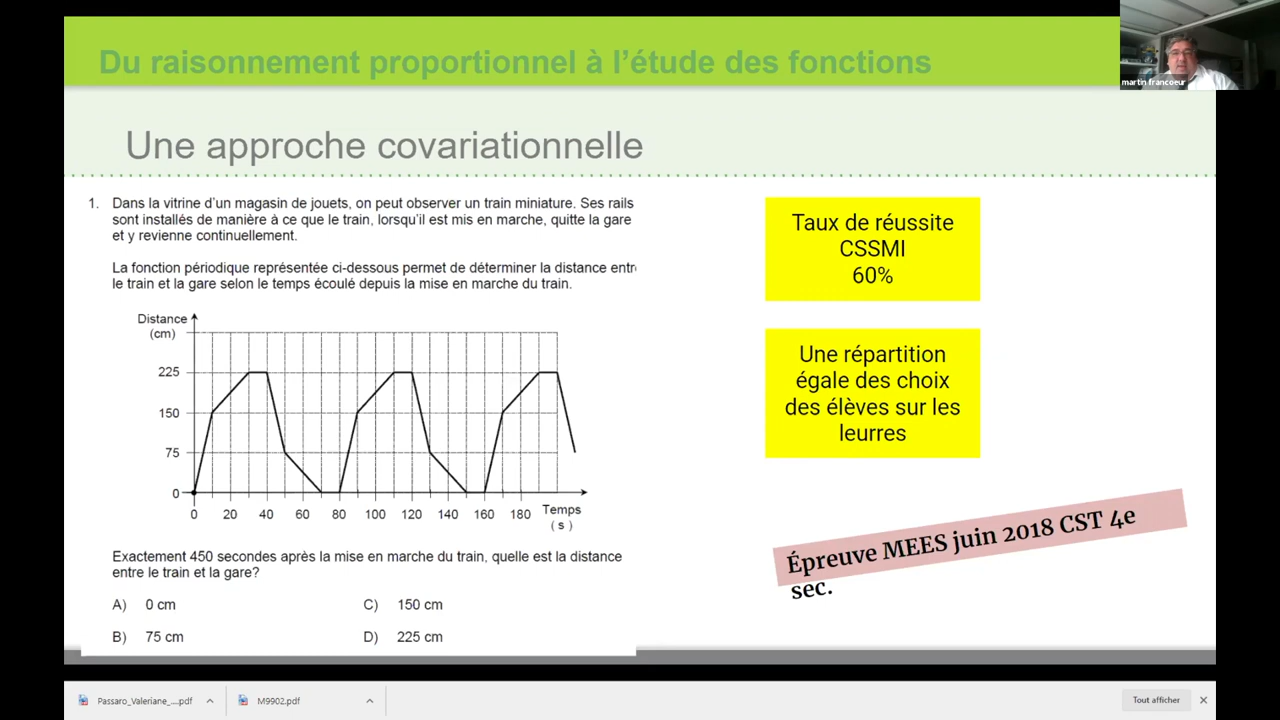 Du raisonnement proportionnel à l'étude des fonctions
martin francoeur
Une approche covariationnelle
1. Dans la vitrine d'un magasin de jouets, on peut observer un train miniature. Ses rails
sont installés de manière à ce que le train, lorsqu'il est mis en marche, quitte la gare
et y revienne continuellement.
La fonction périodique représentée ci-dessous permet de déterminer la distance entre
le train et la gare selon le temps écoulé depuis la mise en marche du train.
Distance
(cm)
225
150
75
0
0 20 40 60 80 100 120 140 160 180
Temps
(s)
Exactement 450 secondes après la mise en marche du train, quelle est la distance
entre le train et la gare?
A) 0 cm
C) 150 cm
B) 75 cm
D) 225 cm
Taux de réussite
CSSMI
60%
Une répartition
égale des choix
des élèves sur les
leurres
Épreuve MEES juin 2018 CST 4e
sec.
Passaro_Valeriane_....pdf
M9902.pdf
Tout afficher